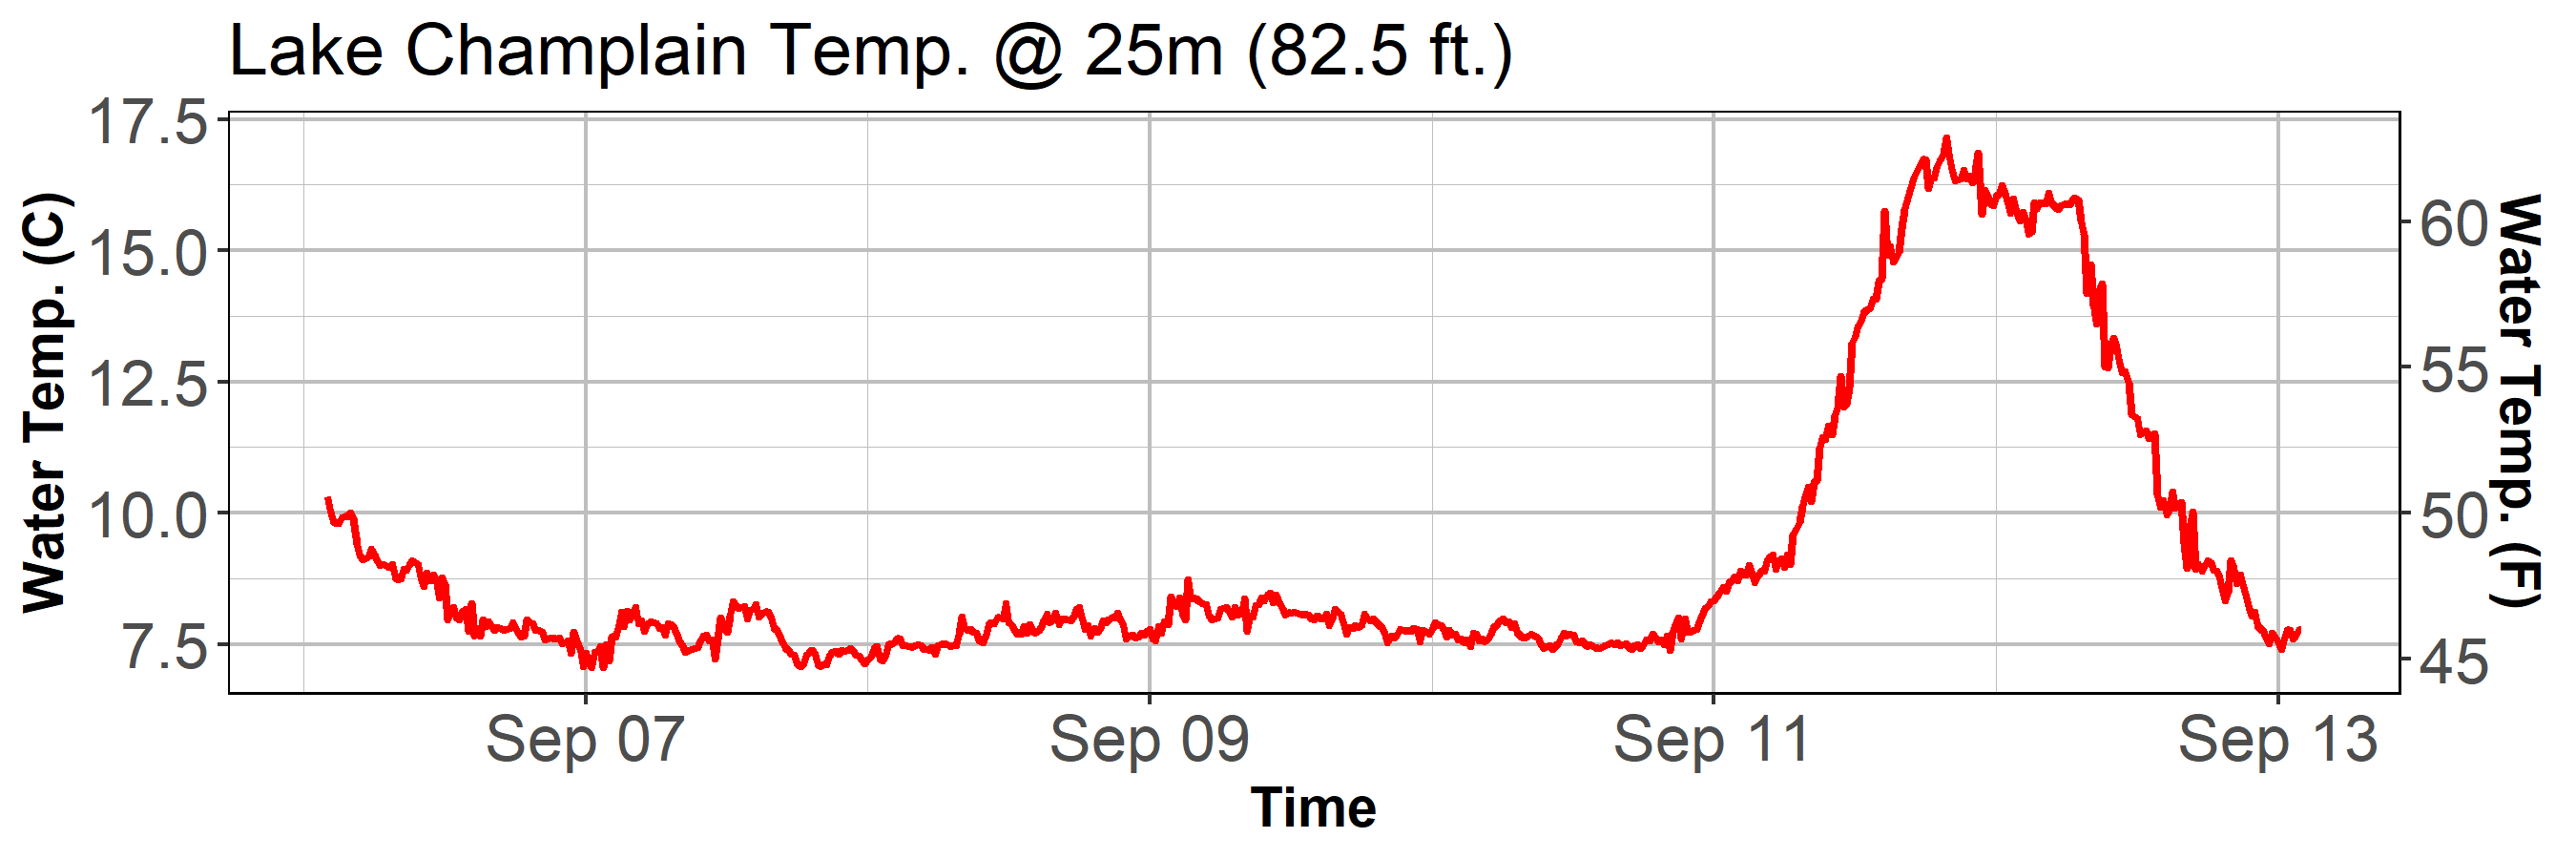 Lake Champlain Temp. @ 25m (82.5 ft.)
Water Temp. (C)
17.5
15.0
12.5
10.0
7.5
60
55
50
45
Water Temp. (F)
Sep 07 Sep 09 Sep 11 Sep 13
Time